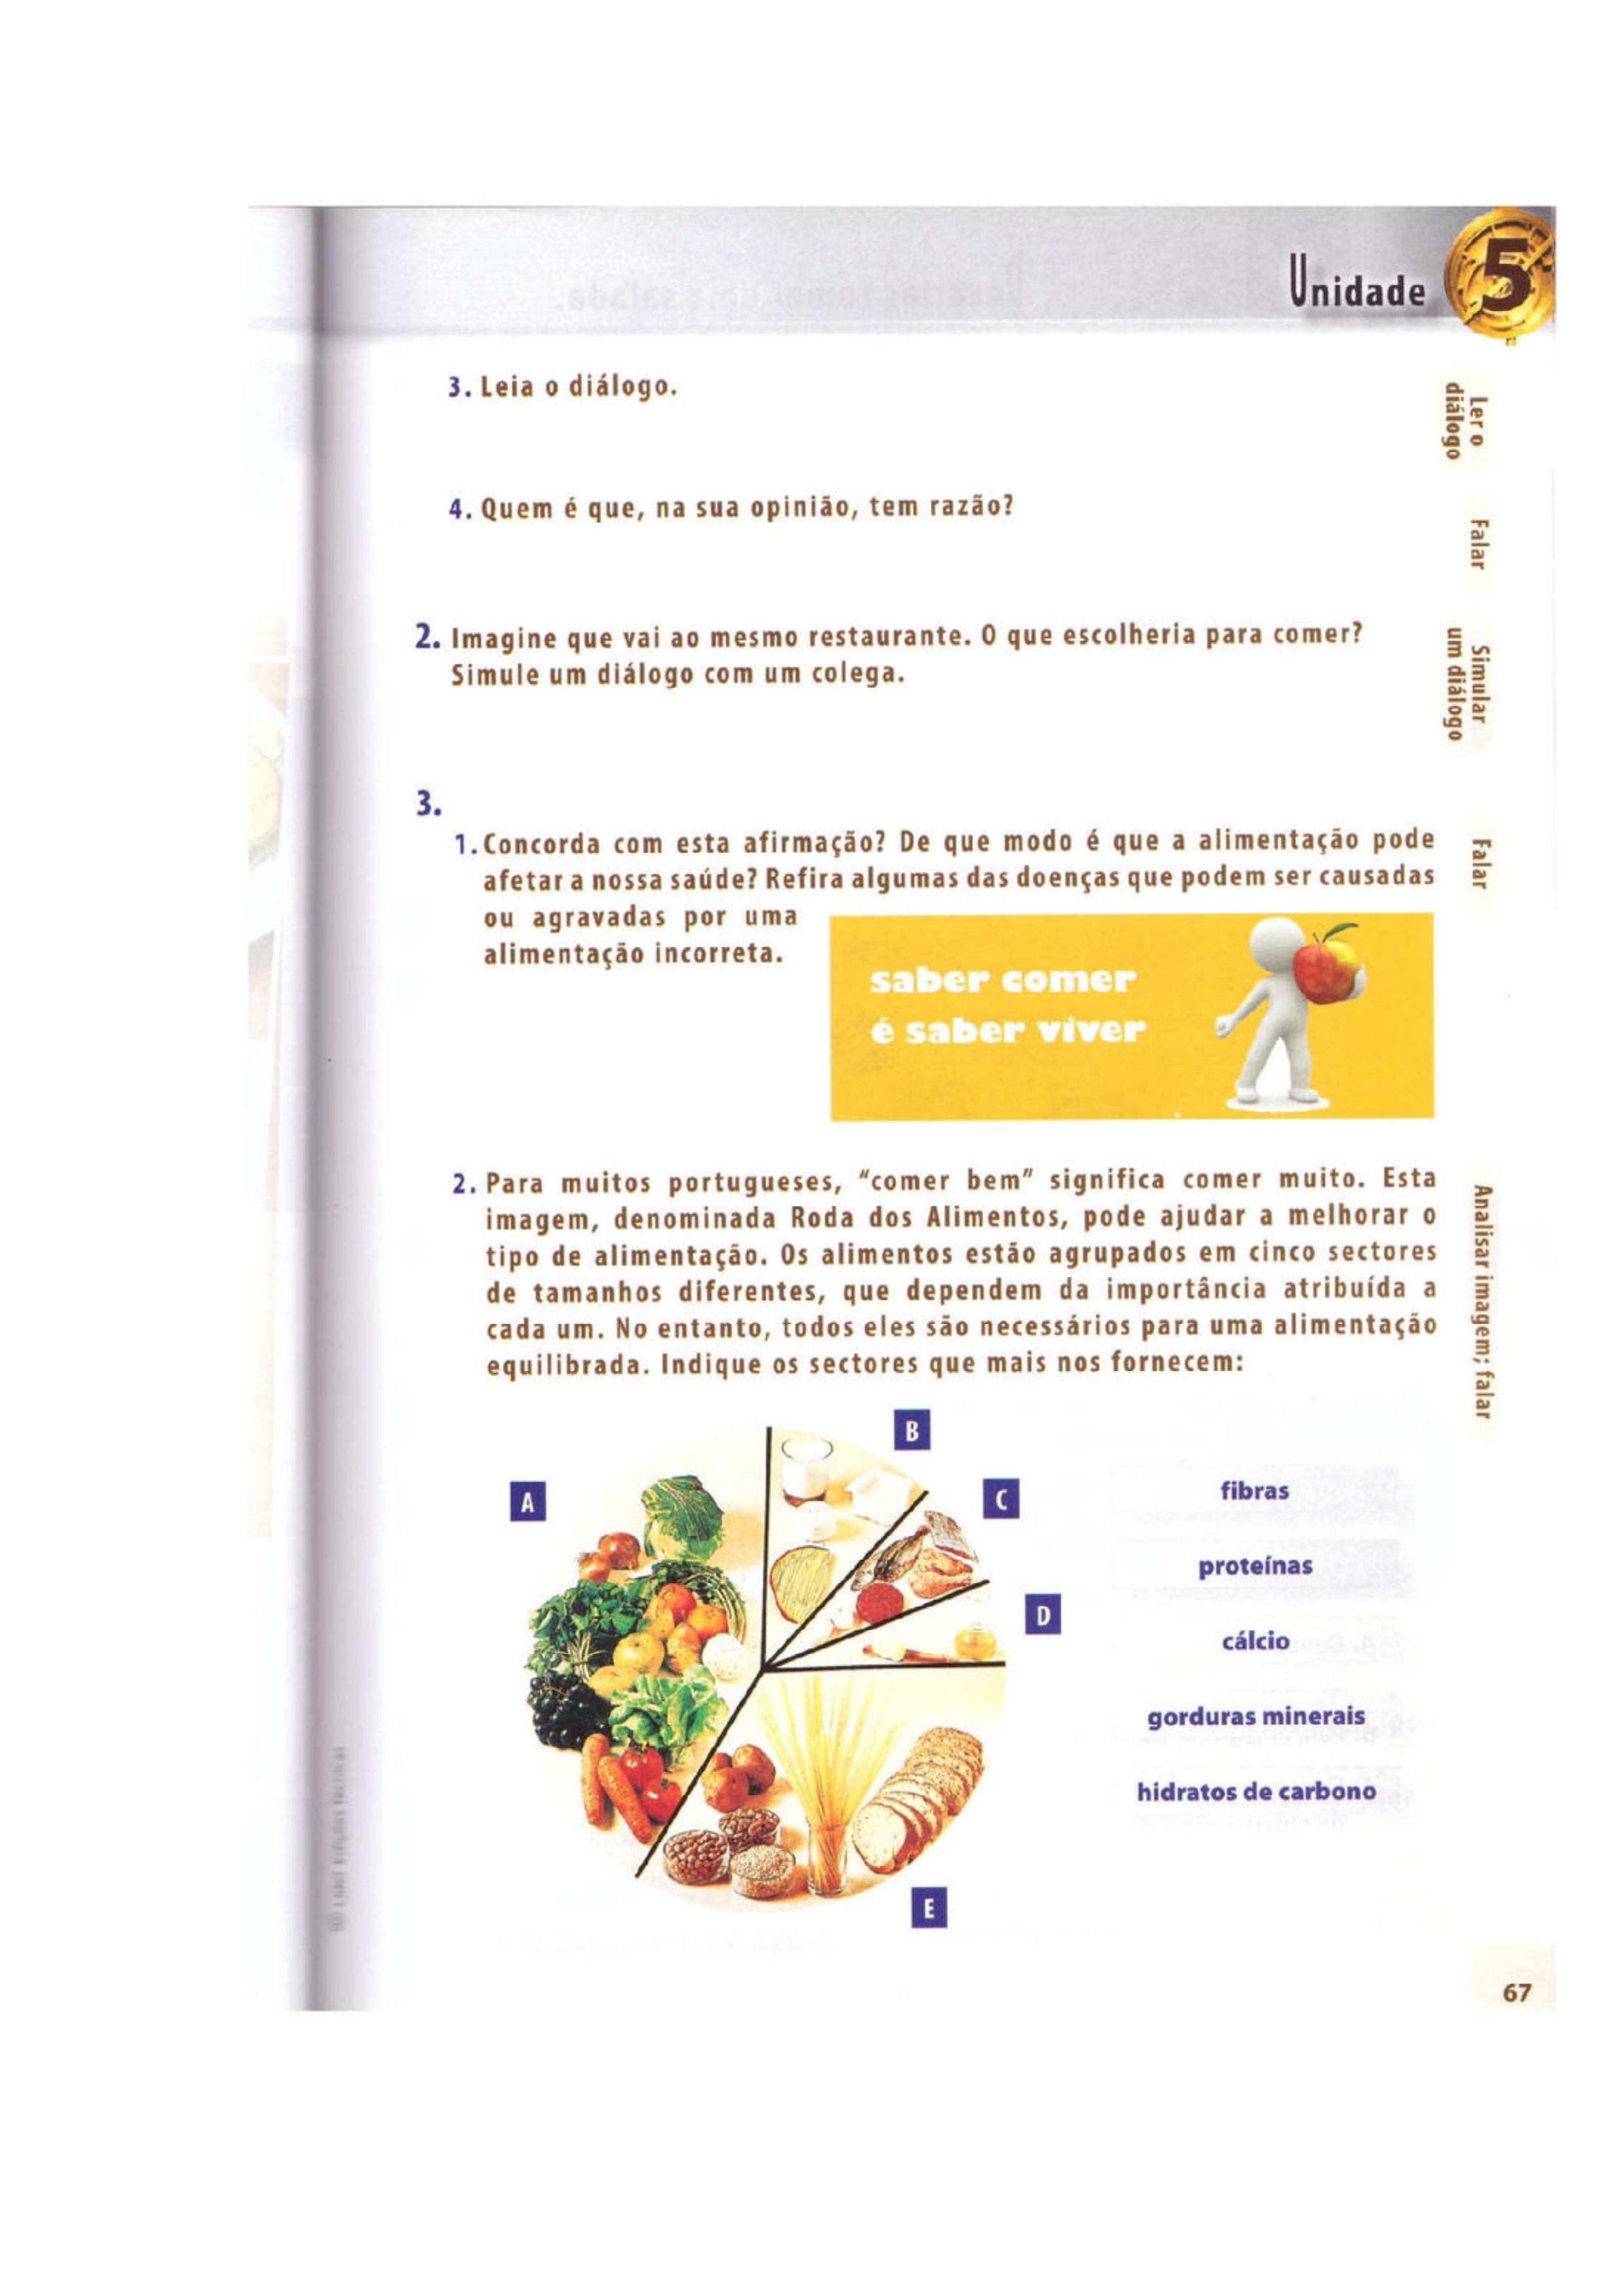 Unidade 5
3. Leia o diálogo.
Ler o
diálogo
4. Quem é que, na sua opinião, tem razão?
Falar
2. Imagine que vai ao mesmo restaurante. O que escolheria para comer?
Simule um diálogo com um colega.
Simular
um diálogo
3.
1. Concorda com esta afirmação? De que modo é que a alimentação pode
afetar a nossa saúde? Refira algumas das doenças que podem ser causadas
ou agravadas por uma
alimentação incorreta.
Falar
saber comer
é saber viver
2. Para muitos portugueses, "comer bem" significa comer muito. Esta
imagem, denominada Roda dos Alimentos, pode ajudar a melhorar o
tipo de alimentação. Os alimentos estão agrupados em cinco sectores
de tamanhos diferentes, que dependem da importância atribuída a
cada um. No entanto, todos eles são necessários para uma alimentação
equilibrada. Indique os sectores que mais nos fornecem:
Analisar imagem; falar
A
B
C
D
E
fibras
proteínas
cálcio
gorduras minerais
hidratos de carbono
67